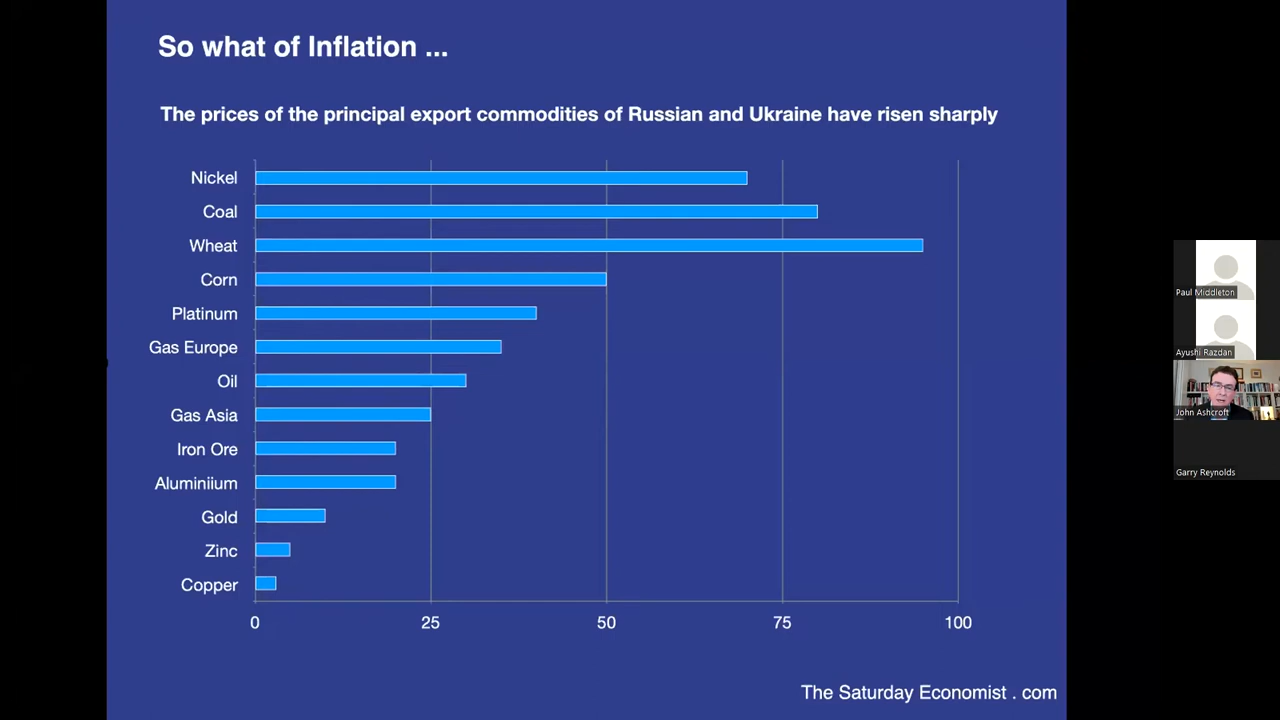 So what of Inflation ...
The prices of the principal export commodities of Russian and Ukraine have risen sharply
Nickel
Coal
Wheat
Corn
Platinum
Gas Europe
Oil
Gas Asia
Iron Ore
Aluminiium
Gold
Zinc
Copper
0 25 50 75 100
The Saturday Economist . com
Paul Middleton
Ayushi Razdan
John Ashcroft
Garry Reynolds